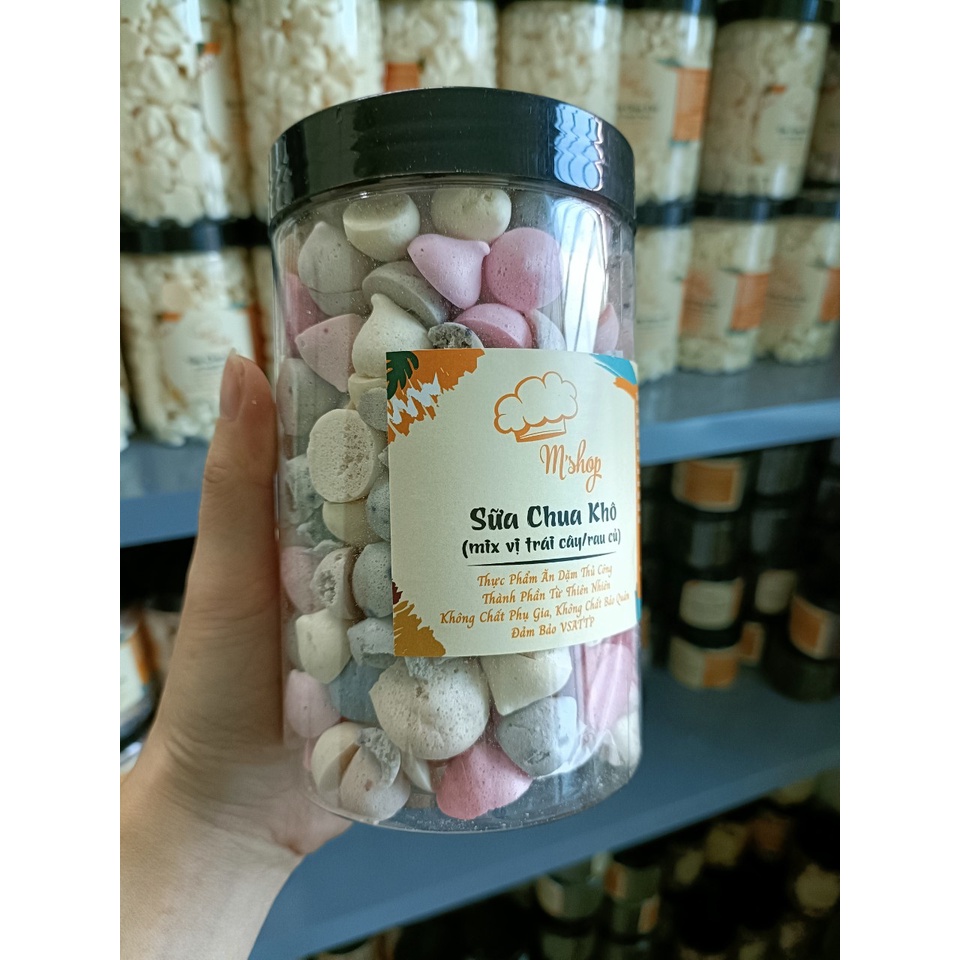 M'shop
Sữa Chua Khô
(mix vị trái cây/rau củ)
Thực Phẩm Ăn Dặm Thủ Công
Thành Phần Từ Thiên Nhiên
Không Chất Phụ Gia, Không Chất Bảo Quản
Đảm Bảo VSATTP